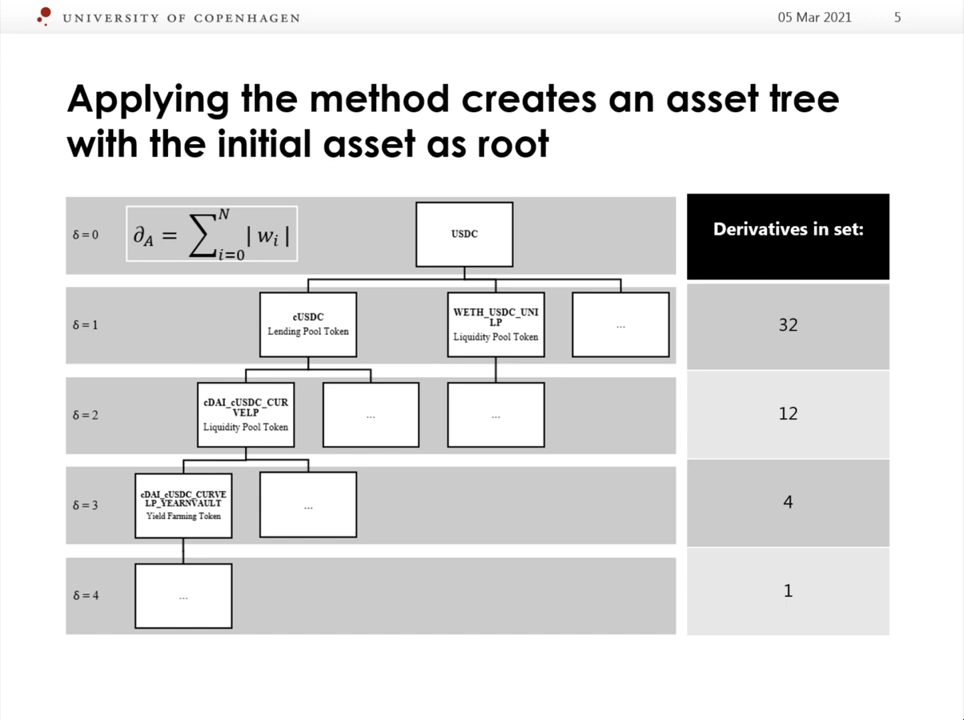 UNIVERSITY OF COPENHAGEN
05 Mar 2021
5
Applying the method creates an asset tree
with the initial asset as root
δ = 0
∂A = ∑ᵢ₌₀ᴺ |wᵢ|
USDC
Derivatives in set:
δ = 1
cUSDC
Lending Pool Token
WETH_USDC_UNI
LP
Liquidity Pool Token
...
32
δ = 2
cDAI_cUSDC_CUR
VELP
Liquidity Pool Token
...
...
12
δ = 3
cDAI_cUSDC_CURVE
LP_YEARNVAULT
Yield Farming Token
...
4
δ = 4
...
1